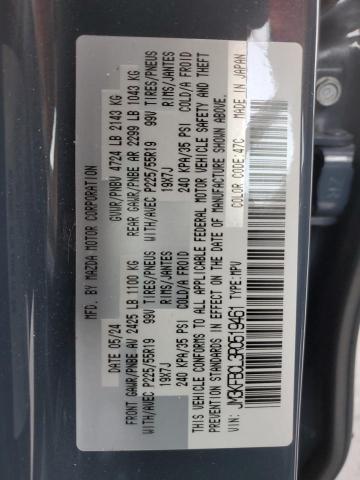 MFD. BY MAZDA MOTOR CORPORATION
DATE: 05/24 GVWR/PNBV 4724 LB 2143 KG
FRONT GAWR/PNBE AV 2425 LB 1100 KG REAR GAWR/PNBE AR 2299 LB 1043 KG
WITH/AVEC P225/55R19 99V TIRES/PNEUS WITH/AVEC P225/55R19 99V TIRES/PNEUS
19X7J RIMS/JANTES 19X7J RIMS/JANTES
240 KPA/35 PSI COLD/A FROID 240 KPA/35 PSI COLD/A FROID
THIS VEHICLE CONFORMS TO ALL APPLICABLE FEDERAL MOTOR VEHICLE SAFETY AND THEFT
PREVENTION STANDARDS IN EFFECT ON THE DATE OF MANUFACTURE SHOWN ABOVE.
JM3KFBCL3R0519461 MADE IN JAPAN
TYPE:MPV COLOR CODE:47C